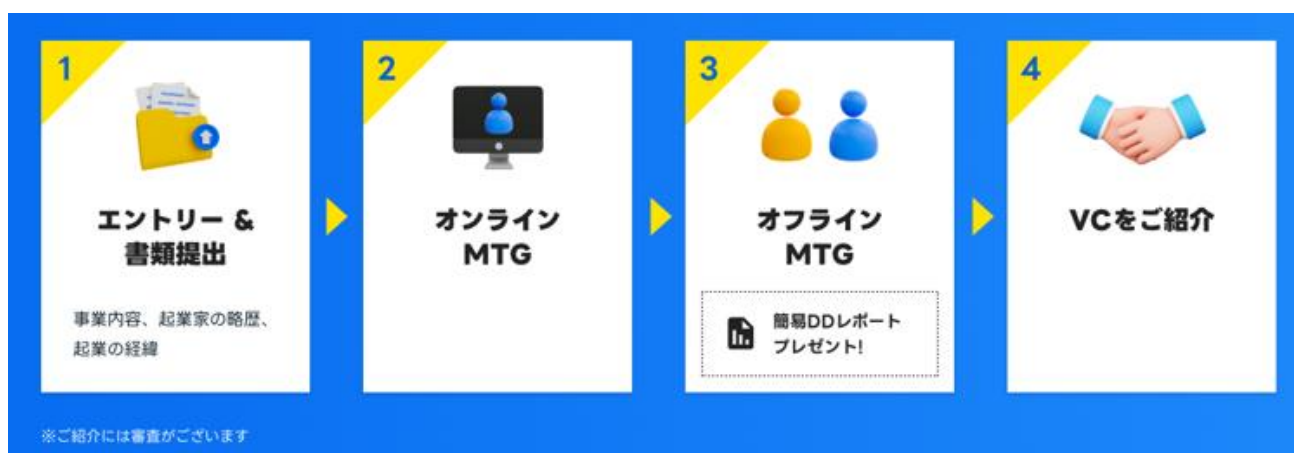 1
エントリー &
書類提出
事業内容、起業家の略歴、
起業の経緯
2
オンライン
MTG
3
オフライン
MTG
簡易DDレポート
プレゼント!
4
VCをご紹介
※ご紹介には審査がございます